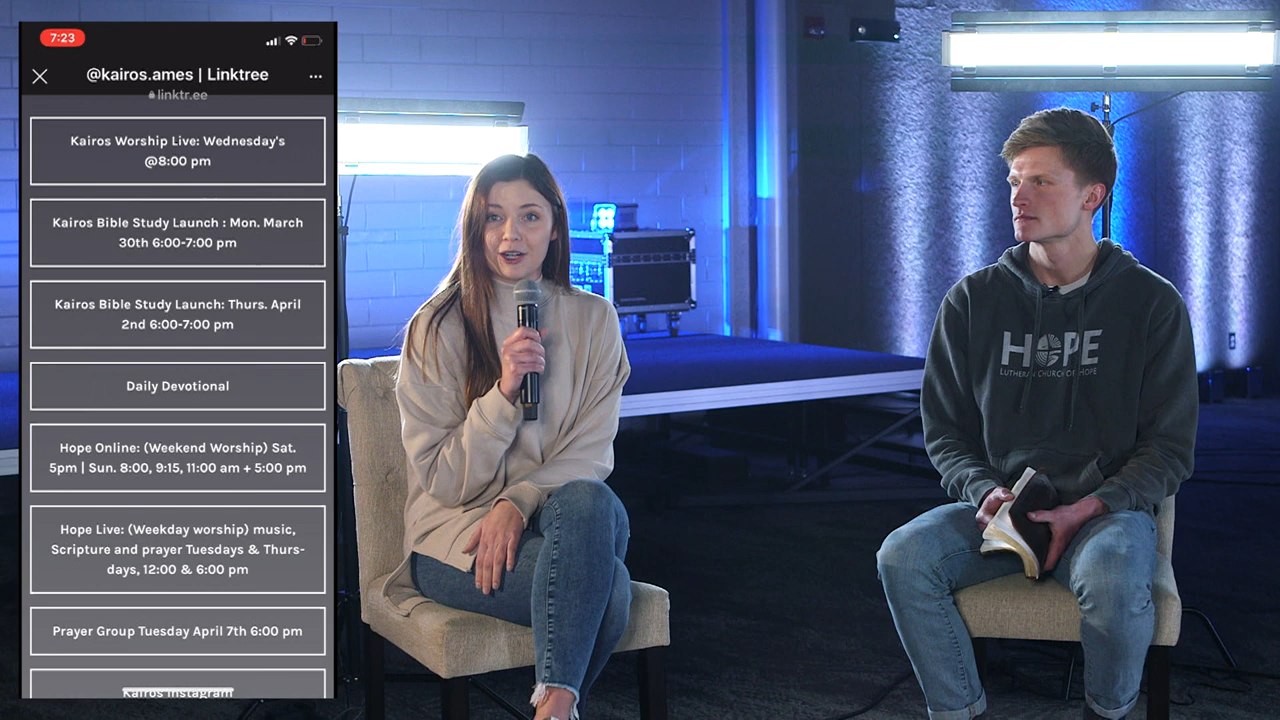 7:23
@kairos.ames | Linktree
...
linktr.ee
Kairos Worship Live: Wednesday's
@8:00 pm
Kairos Bible Study Launch : Mon. March
30th 6:00-7:00 pm
Kairos Bible Study Launch: Thurs. April
2nd 6:00-7:00 pm
Daily Devotional
Hope Online: (Weekend Worship) Sat.
5pm | Sun. 8:00, 9:15, 11:00 am + 5:00 pm
Hope Live: (Weekday worship) music,
Scripture and prayer Tuesdays & Thurs-
days, 12:00 & 6:00 pm
Prayer Group Tuesday April 7th 6:00 pm
Kairos Instagram
HOPE
LUTHERAN CHURCH OF HOPE